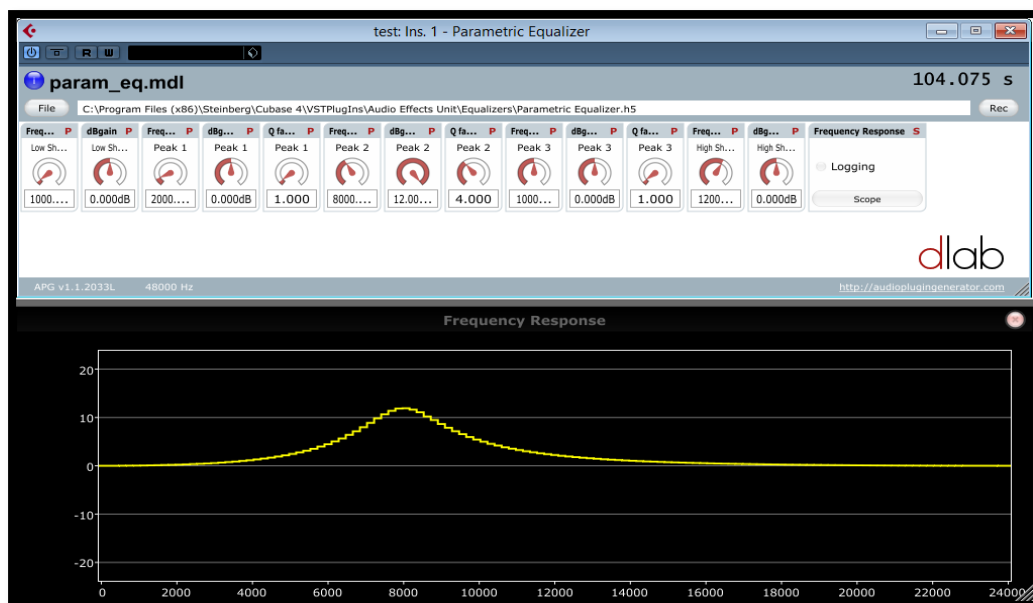 test: Ins. 1 - Parametric Equalizer
R W
param_eq.mdl 104.075 s
File C:\Program Files (x86)\Steinberg\Cubase 4\VSTPlugIns\Audio Effects Unit\Equalizers\Parametric Equalizer.h5 Rec
Freq... P dBgain P Freq... P dBg... P Q fa... P Freq... P dBg... P Q fa... P Freq... P dBg... P Q fa... P Freq... P dBg... P Frequency Response S
Low Sh... Low Sh... Peak 1 Peak 1 Peak 1 Peak 2 Peak 2 Peak 2 Peak 3 Peak 3 Peak 3 High Sh... High Sh...
Logging
1000.... 0.000dB 2000.... 0.000dB 1.000 8000.... 12.00... 4.000 1000... 0.000dB 1.000 1200... 0.000dB Scope
dlab
APG v1.1.2033L 48000 Hz http://audioplugingenerator.com
Frequency Response
20
10
0
-10
-20
0 2000 4000 6000 8000 10000 12000 14000 16000 18000 20000 22000 24000